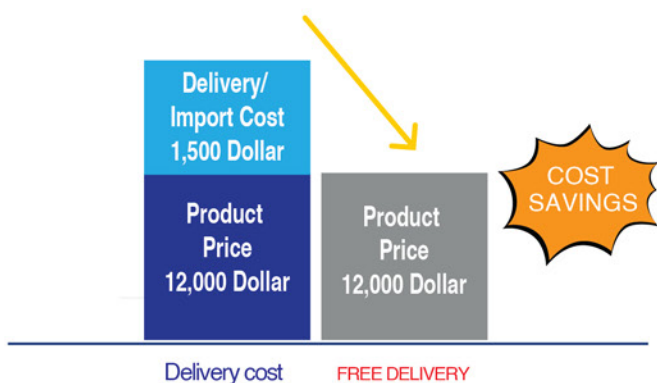 Delivery/
Import Cost
1,500 Dollar
Product
Price
12,000 Dollar
Product
Price
12,000 Dollar
COST
SAVINGS
Delivery cost
FREE DELIVERY